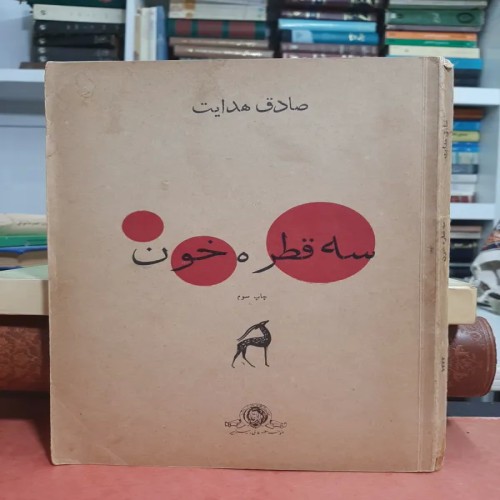 صادق هدایت
سه قطره خون
چاپ سوم